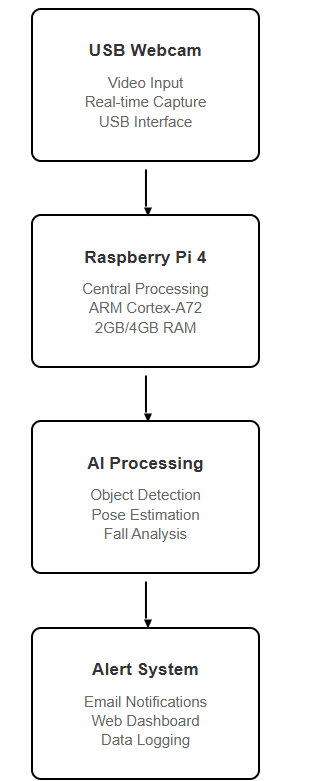 USB Webcam
Video Input
Real-time Capture
USB Interface
Raspberry Pi 4
Central Processing
ARM Cortex-A72
2GB/4GB RAM
AI Processing
Object Detection
Pose Estimation
Fall Analysis
Alert System
Email Notifications
Web Dashboard
Data Logging